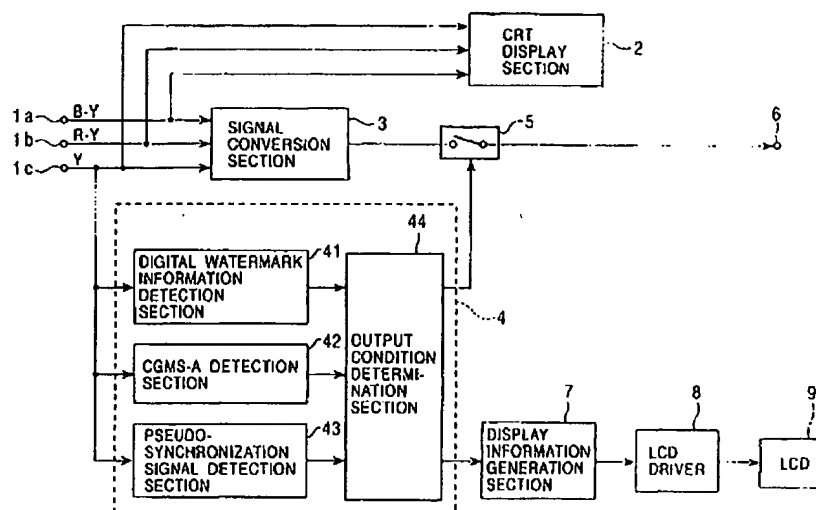 CRT
DISPLAY
SECTION
2
1a B-Y
1b R-Y
1c Y
SIGNAL
CONVERSION
SECTION
3
5
6
DIGITAL WATERMARK
INFORMATION
DETECTION
SECTION
41
44
4
CGMS-A DETECTION
SECTION
42
OUTPUT
CONDITION
DETERMI-
NATION
SECTION
PSEUDO-
SYNCHRONIZATION
SIGNAL DETECTION
SECTION
43
DISPLAY
INFORMATION
GENERATION
SECTION
7
LCD
DRIVER
8
LCD
9